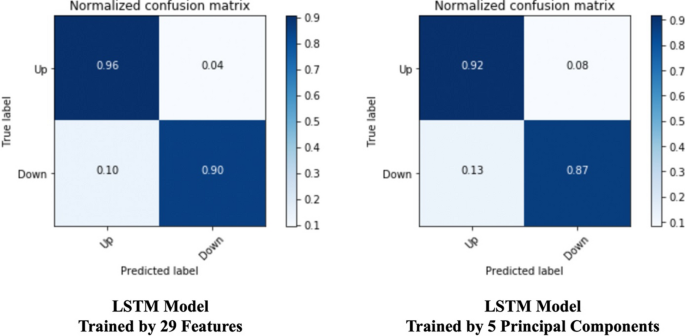 Normalized confusion matrix
True label
Up
0.96
0.04
Down
0.10
0.90
Up
Down
Predicted label
0.9
0.8
0.7
0.6
0.5
0.4
0.3
0.2
0.1
LSTM Model
Trained by 29 Features
Normalized confusion matrix
True label
Up
0.92
0.08
Down
0.13
0.87
Up
Down
Predicted label
0.9
0.8
0.7
0.6
0.5
0.4
0.3
0.2
0.1
LSTM Model
Trained by 5 Principal Components